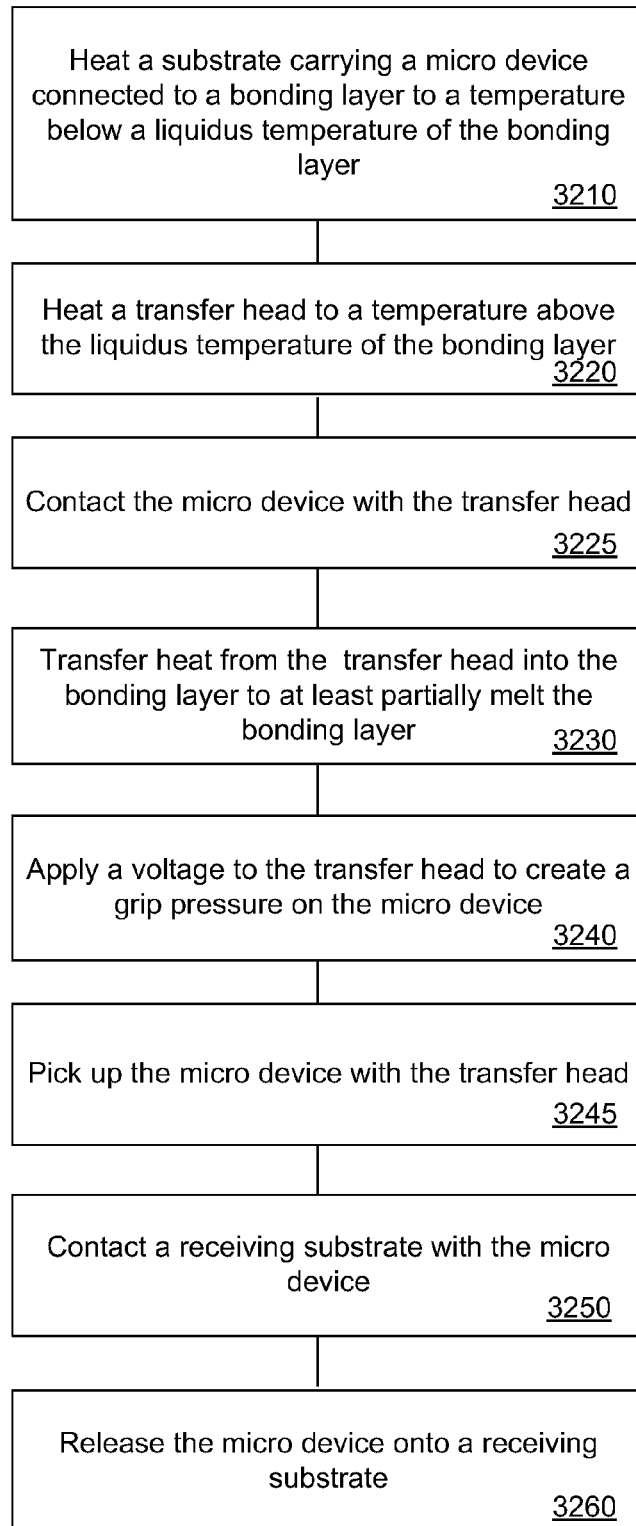 Heat a substrate carrying a micro device
connected to a bonding layer to a temperature
below a liquidus temperature of the bonding
layer
3210
Heat a transfer head to a temperature above
the liquidus temperature of the bonding layer
3220
Contact the micro device with the transfer head
3225
Transfer heat from the transfer head into the
bonding layer to at least partially melt the
bonding layer
3230
Apply a voltage to the transfer head to create a
grip pressure on the micro device
3240
Pick up the micro device with the transfer head
3245
Contact a receiving substrate with the micro
device
3250
Release the micro device onto a receiving
substrate
3260